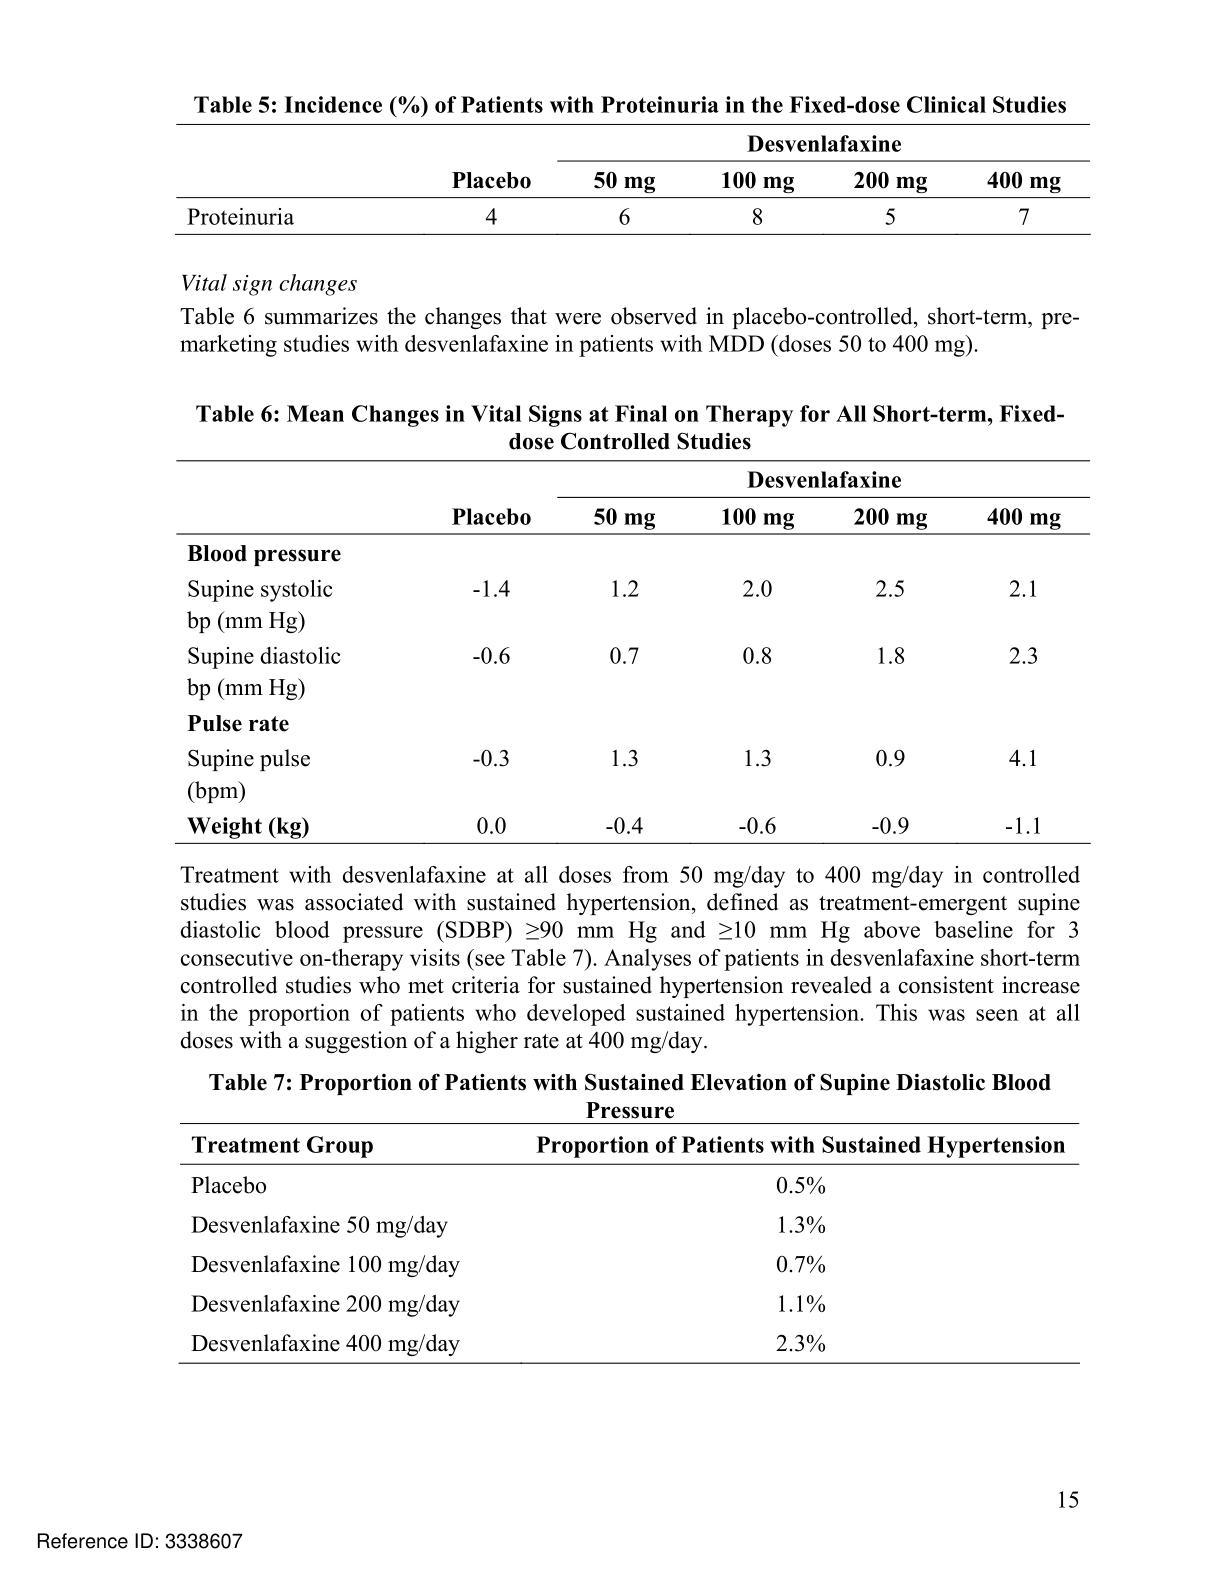 Table 5: Incidence (%) of Patients with Proteinuria in the Fixed-dose Clinical Studies
Desvenlafaxine
Placebo 50 mg 100 mg 200 mg 400 mg
Proteinuria 4 6 8 5 7
Vital sign changes
Table 6 summarizes the changes that were observed in placebo-controlled, short-term, pre-
marketing studies with desvenlafaxine in patients with MDD (doses 50 to 400 mg).
Table 6: Mean Changes in Vital Signs at Final on Therapy for All Short-term, Fixed-
dose Controlled Studies
Desvenlafaxine
Placebo 50 mg 100 mg 200 mg 400 mg
Blood pressure
Supine systolic -1.4 1.2 2.0 2.5 2.1
bp (mm Hg)
Supine diastolic -0.6 0.7 0.8 1.8 2.3
bp (mm Hg)
Pulse rate
Supine pulse -0.3 1.3 1.3 0.9 4.1
(bpm)
Weight (kg) 0.0 -0.4 -0.6 -0.9 -1.1
Treatment with desvenlafaxine at all doses from 50 mg/day to 400 mg/day in controlled
studies was associated with sustained hypertension, defined as treatment-emergent supine
diastolic blood pressure (SDBP) ≥90 mm Hg and ≥10 mm Hg above baseline for 3
consecutive on-therapy visits (see Table 7). Analyses of patients in desvenlafaxine short-term
controlled studies who met criteria for sustained hypertension revealed a consistent increase
in the proportion of patients who developed sustained hypertension. This was seen at all
doses with a suggestion of a higher rate at 400 mg/day.
Table 7: Proportion of Patients with Sustained Elevation of Supine Diastolic Blood
Pressure
Treatment Group Proportion of Patients with Sustained Hypertension
Placebo 0.5%
Desvenlafaxine 50 mg/day 1.3%
Desvenlafaxine 100 mg/day 0.7%
Desvenlafaxine 200 mg/day 1.1%
Desvenlafaxine 400 mg/day 2.3%
15
Reference ID: 3338607